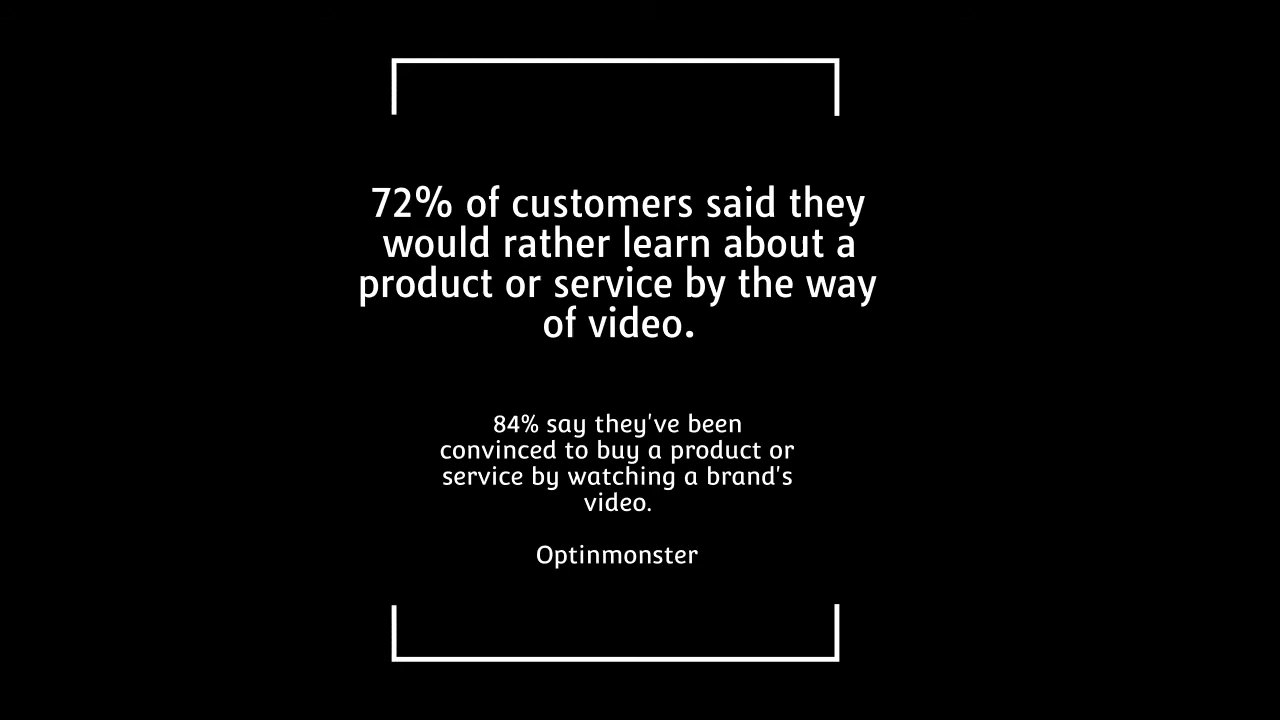 72% of customers said they
would rather learn about a
product or service by the way
of video.
84% say they've been
convinced to buy a product or
service by watching a brand's
video.
Optinmonster